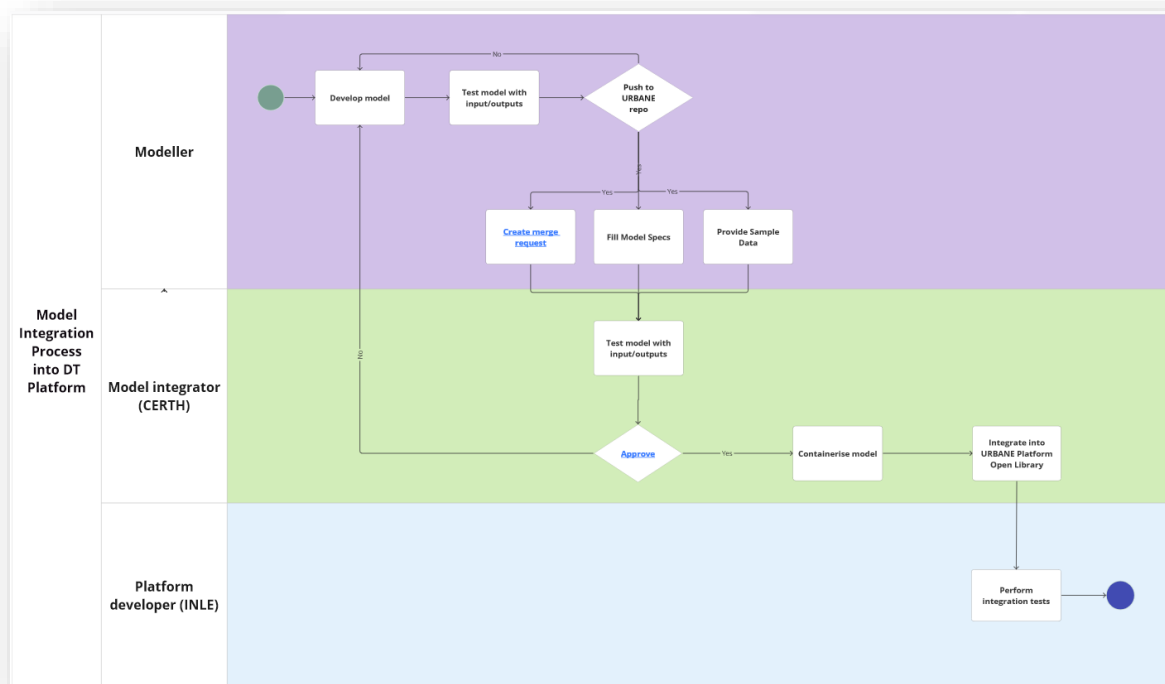 No
Develop model
Test model with
input/outputs
Push to
URBANE
repo
Modeller
Yes
Yes
Yes
Create merge
request
Fill Model Specs
Provide Sample
Data
Model
Integration
Process
into DT
Platform
Test model with
input/outputs
No
Model integrator
(CERTH)
Approve
Yes
Containerise model
Integrate into
URBANE Platform
Open Library
Platform
developer (INLE)
Perform
integration tests